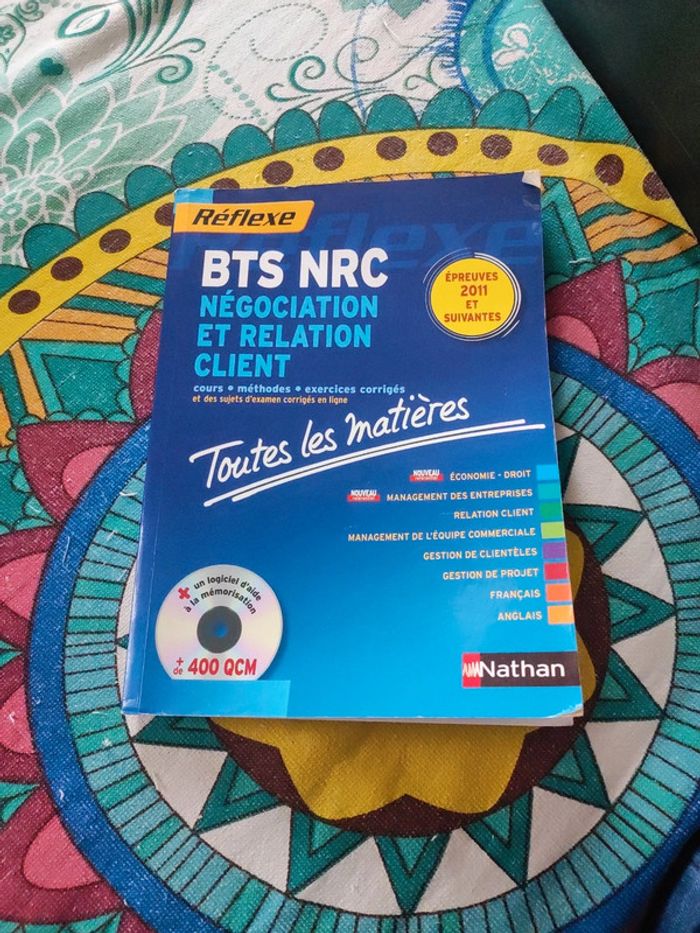 Réflexe
Réflexe
BTS NRC
NÉGOCIATION
ET RELATION
CLIENT
cours • méthodes • exercices corrigés
et des sujets d'examen corrigés en ligne
ÉPREUVES
2011
ET
SUIVANTES
Toutes les matières
NOUVEAU
ÉCONOMIE - DROIT
NOUVEAU
MANAGEMENT DES ENTREPRISES
RELATION CLIENT
MANAGEMENT DE L'ÉQUIPE COMMERCIALE
GESTION DE CLIENTÈLES
GESTION DE PROJET
FRANÇAIS
ANGLAIS
+ un logiciel d'aide
à la mémorisation
+ de 400 QCM
Nathan